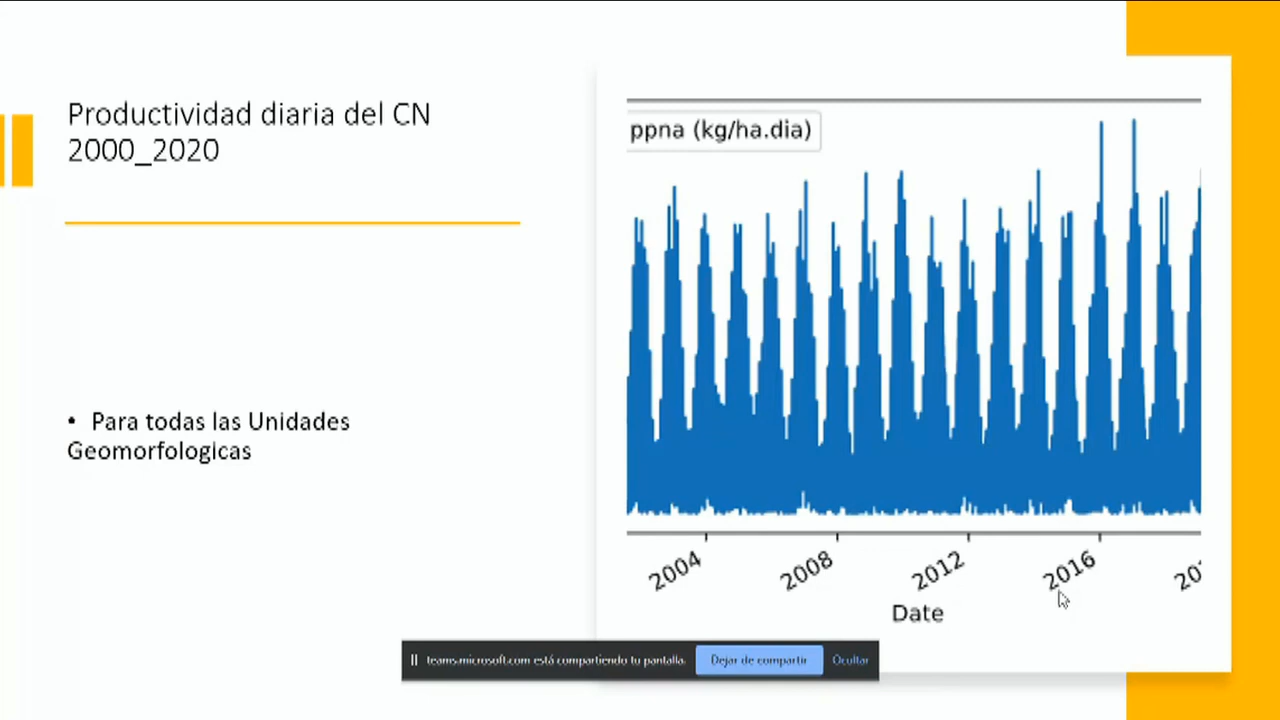 Productividad diaria del CN
2000_2020
• Para todas las Unidades
Geomorfologicas
ppna (kg/ha.dia)
2004
2008
2012
2016
Date
teams.microsoft.com está compartiendo tu pantalla.
Dejar de compartir
Ocultar